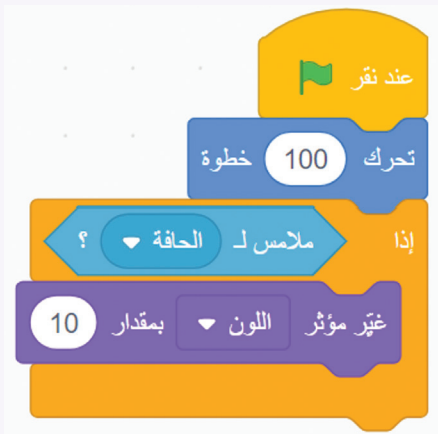 عند نقر
تحرك 100 خطوة
إذا ملامس لـ الحافة ؟
غيّر مؤثر اللون بمقدار 10